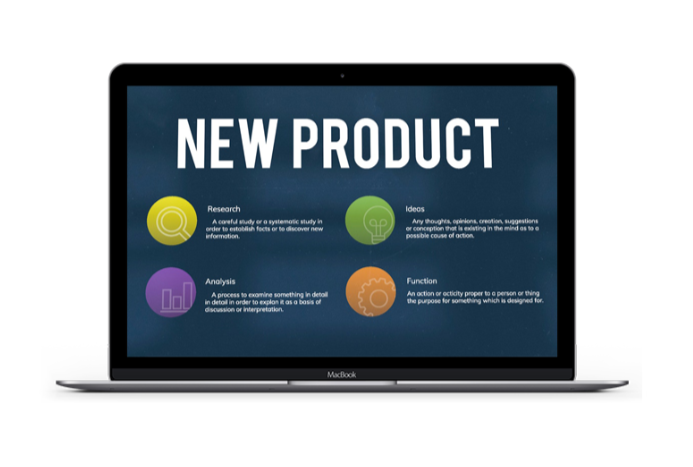 NEW PRODUCT
Research
A careful study or a systematic study in
order to establish facts or to discover new
information.
Ideas
Any thoughts, opinions, creation, suggestions
or conception that is existing in the mind as to a
possible cause of action.
Analysis
A process to examine something in detail
in detail in order to explan it as a basis of
discussion or interpretation.
Function
An action or activity proper to a person or thing
the purpose for something which is designed for.
MacBook